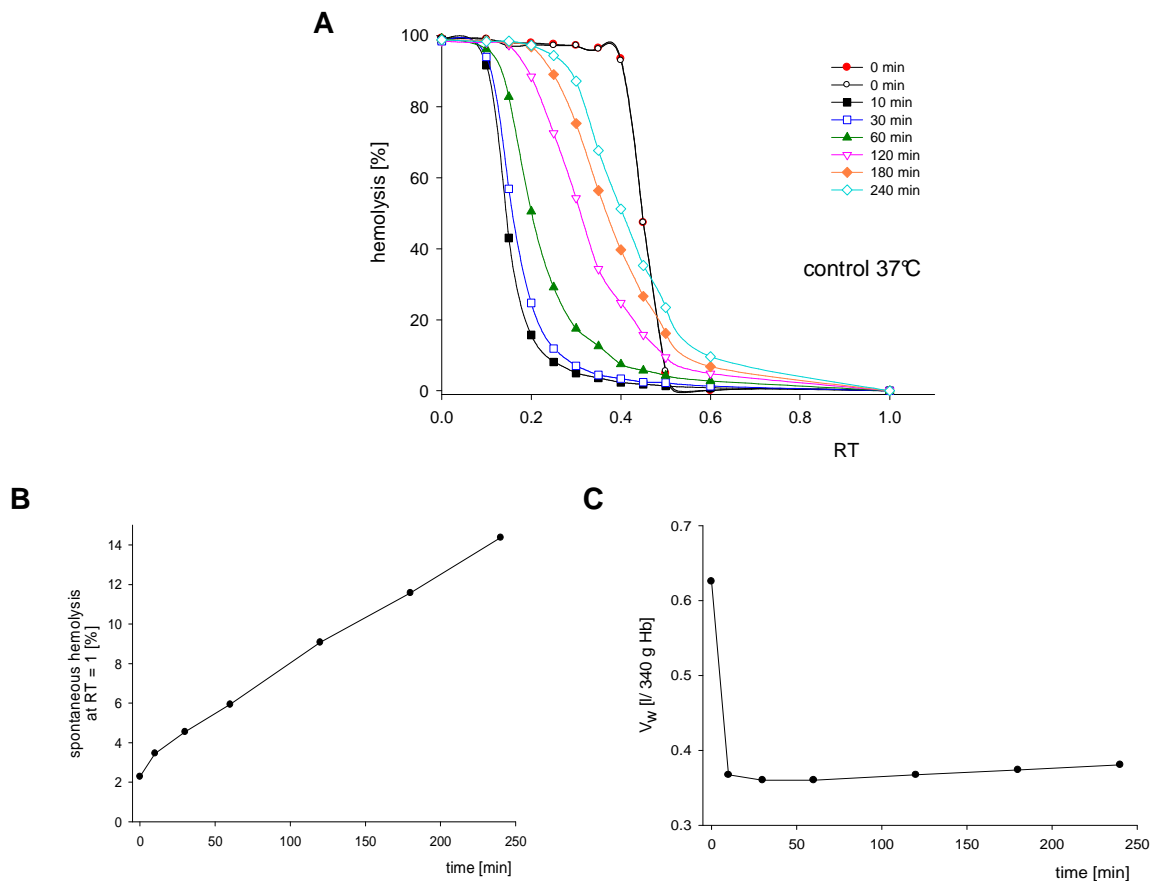 A
hemolysis [%]
100
80
60
40
20
0
0.0 0.2 0.4 0.6 0.8 1.0
RT
0 min
0 min
10 min
30 min
60 min
120 min
180 min
240 min
control 37°C
B
spontaneous hemolysis
at RT = 1 [%]
14
12
10
8
6
4
2
0
0 50 100 150 200 250
time [min]
C
Vw [l/ 340 g Hb]
0.7
0.6
0.5
0.4
0.3
0 50 100 150 200 250
time [min]